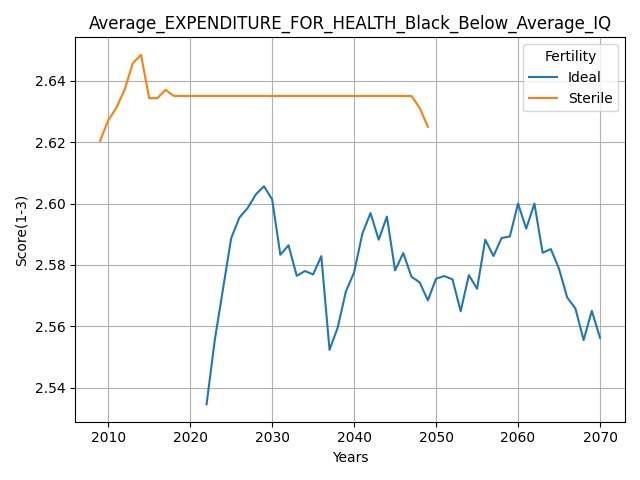 Average_EXPENDITURE_FOR_HEALTH_Black_Below_Average_IQ
Fertility
Ideal
Sterile
Score(1-3)
2.64
2.62
2.60
2.58
2.56
2.54
2010 2020 2030 2040 2050 2060 2070
Years